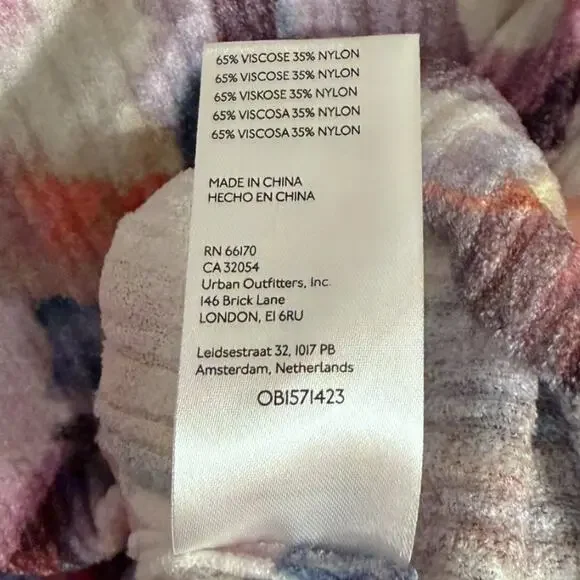 65% VISCOSE 35% NYLON
65% VISCOSE 35% NYLON
65% VISKOSE 35% NYLON
65% VISCOSA 35% NYLON
65% VISCOSA 35% NYLON
MADE IN CHINA
HECHO EN CHINA
RN 66170
CA 32054
Urban Outfitters, Inc.
146 Brick Lane
LONDON, E1 6RU
Leidsestraat 32, 1017 PB
Amsterdam, Netherlands
OB1571423